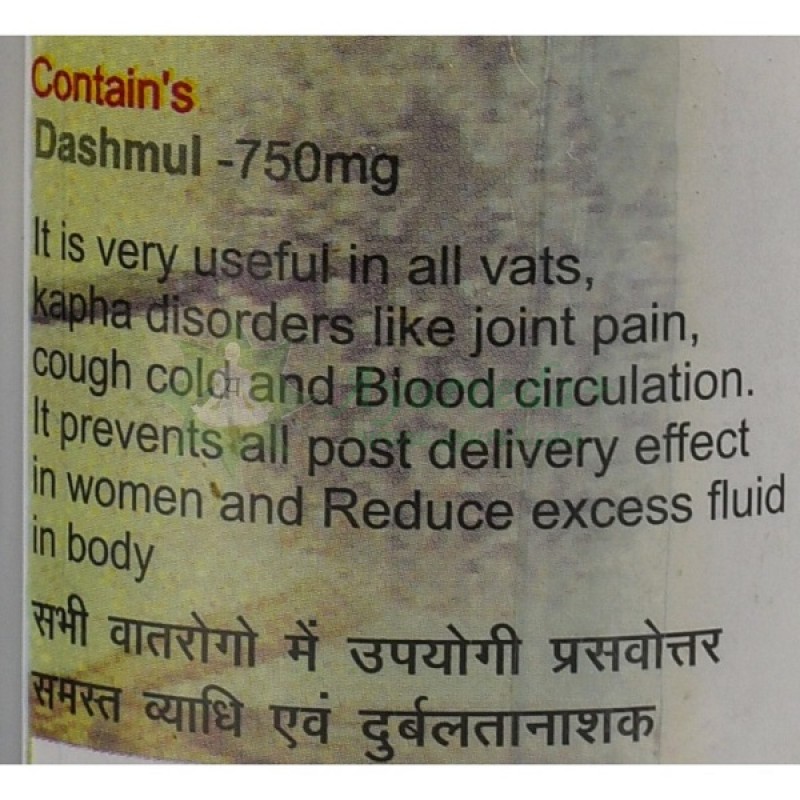 Contain's
Dashmul -750mg
It is very useful in all vats,
kapha disorders like joint pain,
cough cold and Blood circulation.
It prevents all post delivery effect
in women and Reduce excess fluid
in body
सभी वातरोगो में उपयोगी प्रसवोत्तर
समस्त व्याधि एवं दुर्बलतानाशक